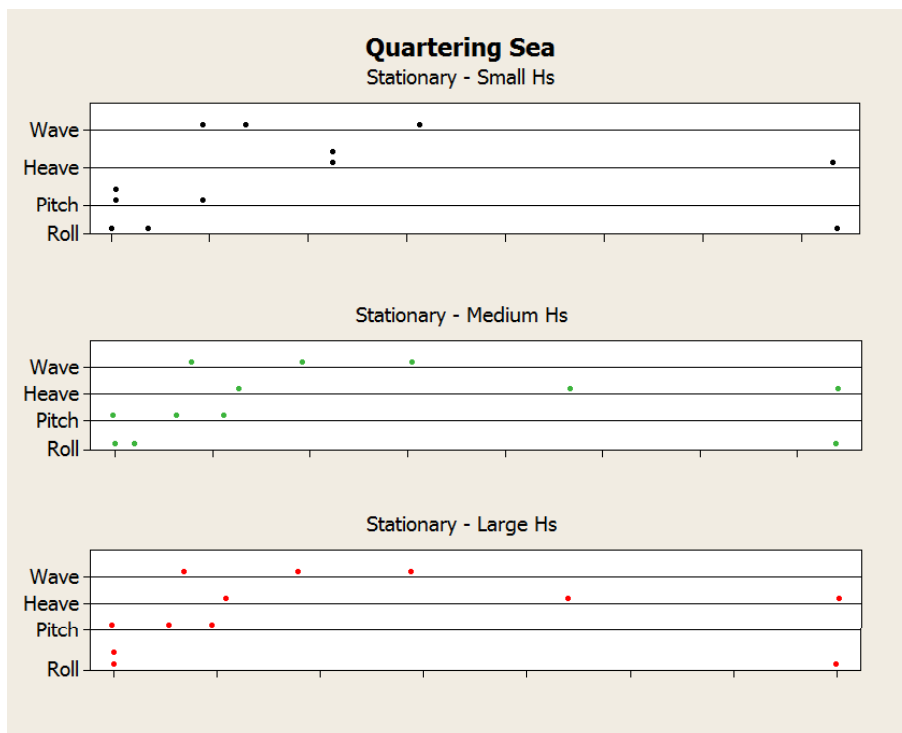 Quartering Sea
Stationary - Small Hs
Wave
Heave
Pitch
Roll
Stationary - Medium Hs
Wave
Heave
Pitch
Roll
Stationary - Large Hs
Wave
Heave
Pitch
Roll